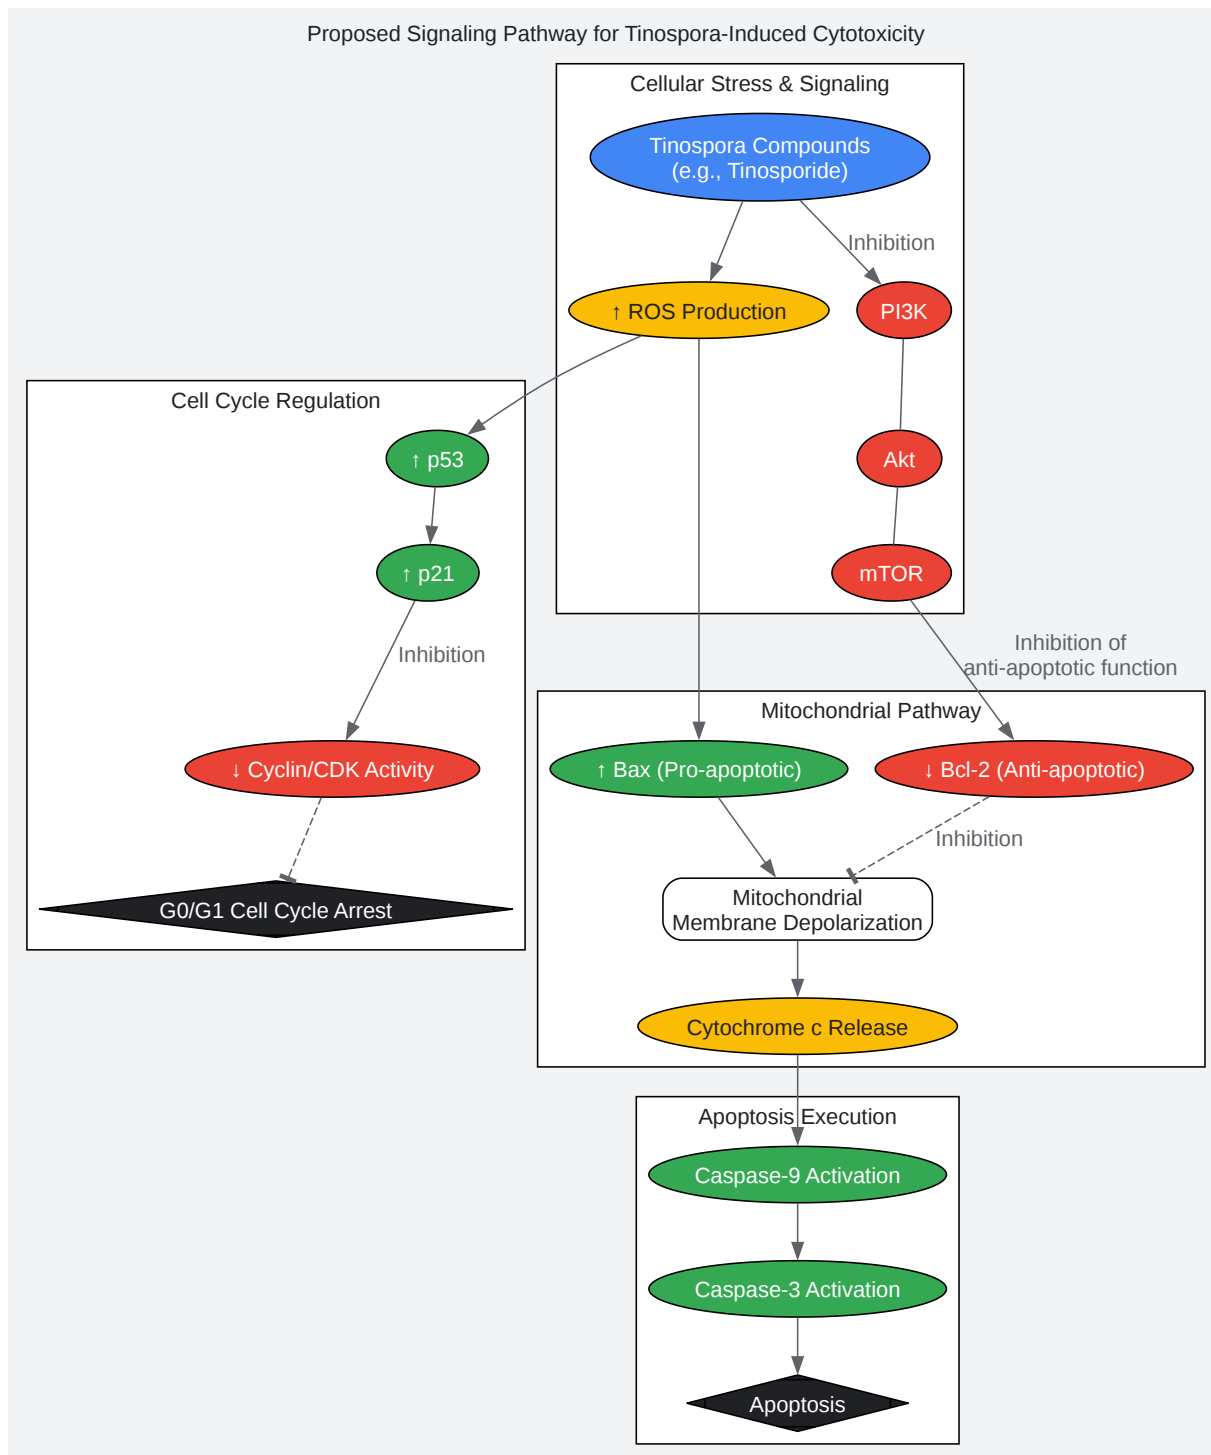 Proposed Signaling Pathway for Tinospora-Induced Cytotoxicity
Cellular Stress & Signaling
Tinospora Compounds
(e.g., Tinosporide)
Inhibition
↑ ROS Production
PI3K
Cell Cycle Regulation
↑ p53
Akt
↑ p21
mTOR
Inhibition
Inhibition of
anti-apoptotic function
Mitochondrial Pathway
↓ Cyclin/CDK Activity
↑ Bax (Pro-apoptotic)
↓ Bcl-2 (Anti-apoptotic)
Inhibition
G0/G1 Cell Cycle Arrest
Mitochondrial
Membrane Depolarization
Cytochrome c Release
Apoptosis Execution
Caspase-9 Activation
Caspase-3 Activation
Apoptosis